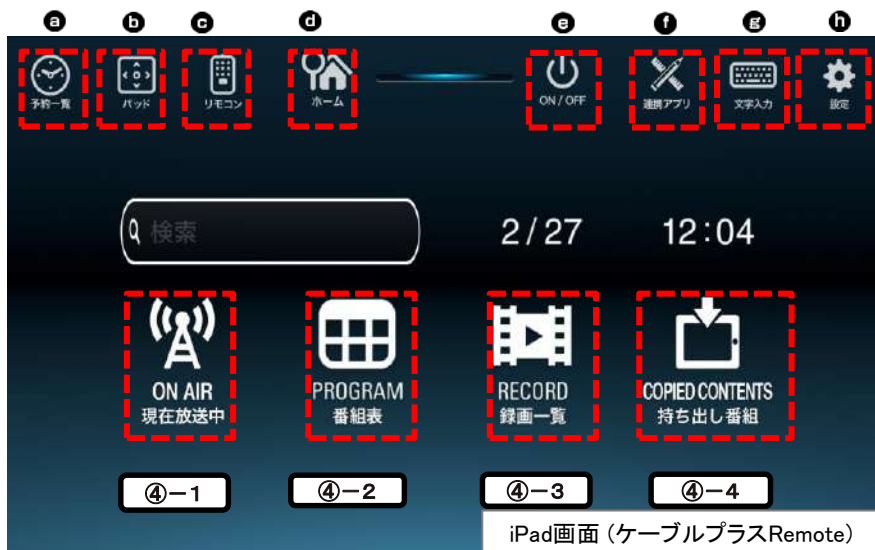 ⓐ ⓑ ⓒ ⓓ ⓔ ⓕ ⓖ ⓗ
予約一覧 パッド リモコン ホーム ON/OFF 連携アプリ 文字入力 設定
検索 2/27 12:04
ON AIR PROGRAM RECORD COPIED CONTENTS
現在放送中 番組表 録画一覧 持ち出し番組
④-1 ④-2 ④-3 ④-4
iPad画面（ケーブルプラスRemote）